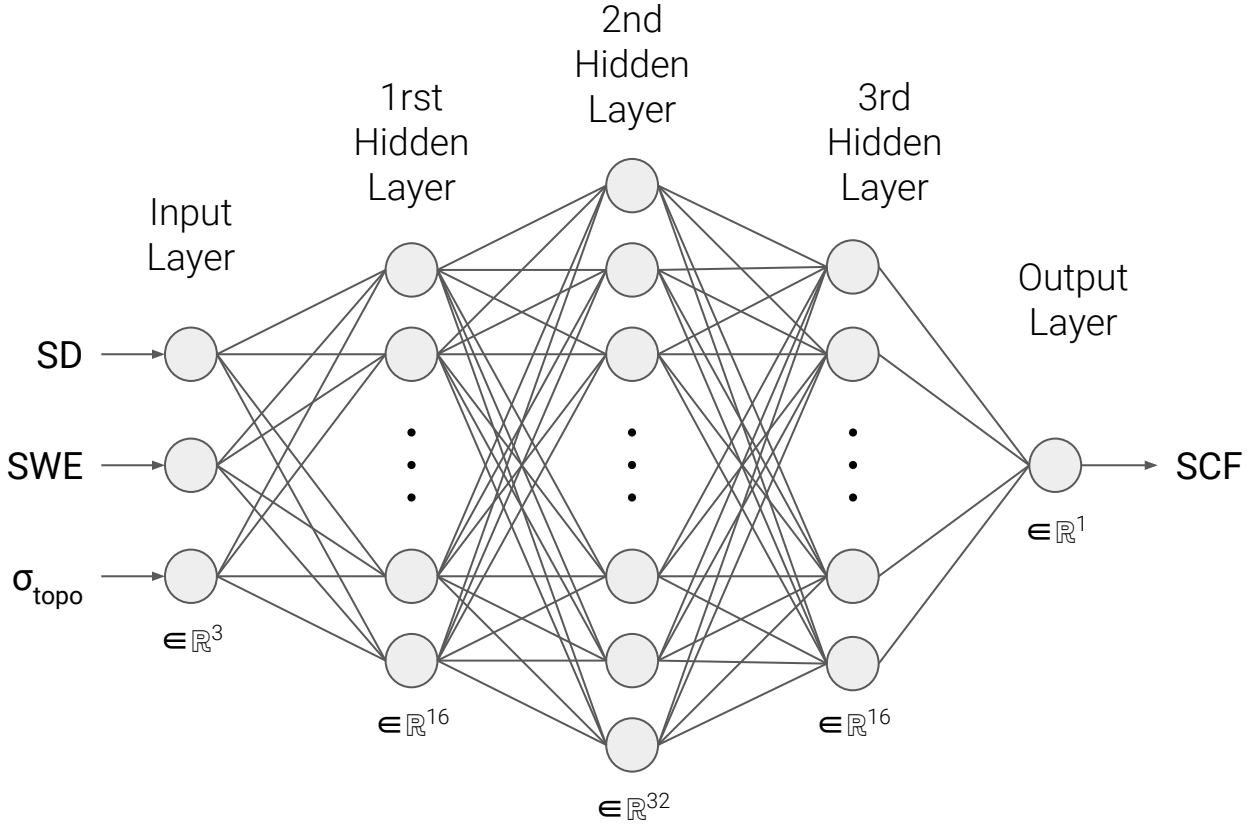 Input
Layer
1rst
Hidden
Layer
2nd
Hidden
Layer
3rd
Hidden
Layer
Output
Layer
SD
SWE
σ_topo
SCF
∈ ℝ³
∈ ℝ¹⁶
∈ ℝ³²
∈ ℝ¹⁶
∈ ℝ¹